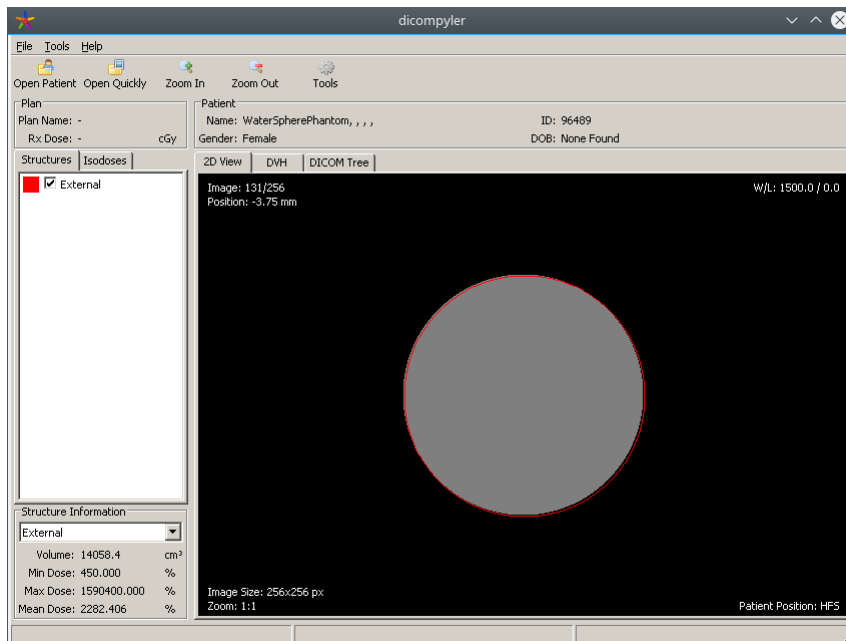 dicompyler
File Tools Help
Open Patient Open Quickly Zoom In Zoom Out Tools
Plan
Plan Name: -
Rx Dose: - cGy
Patient
Name: WaterSpherePhantom, , , , ID: 96489
Gender: Female DOB: None Found
Structures Isodoses
External
2D View DVH DICOM Tree
Image: 131/256 W/L: 1500.0 / 0.0
Position: -3.75 mm
Structure Information
External
Volume: 14058.4 cm³
Min Dose: 450.000 %
Max Dose: 1590400.000 %
Mean Dose: 2282.406 %
Image Size: 256x256 px
Zoom: 1:1 Patient Position: HFS